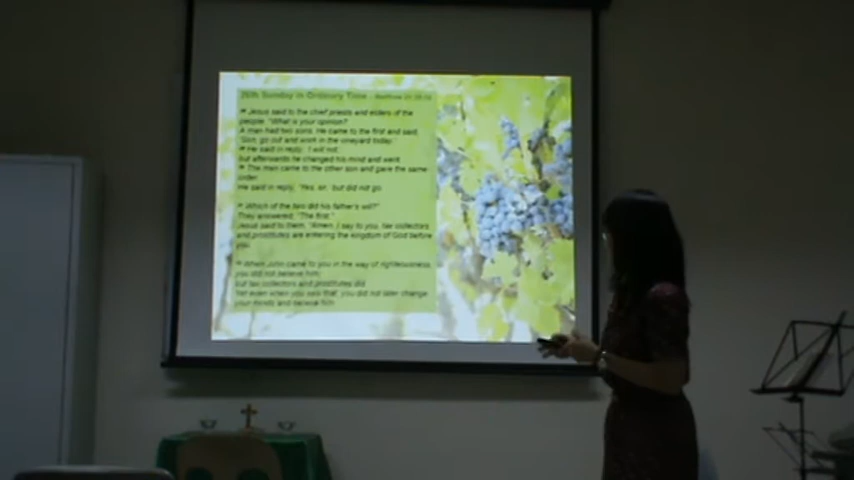 26th Sunday in Ordinary Time - Matthew 21:28-32
Jesus said to the chief priests and elders of the
people: "What is your opinion?
A man had two sons. He came to the first and said,
'Son, go out and work in the vineyard today.'
He said in reply, 'I will not,'
but afterwards he changed his mind and went.
The man came to the other son and gave the same
order.
He said in reply, 'Yes, sir,' but did not go.
Which of the two did his father's will?"
They answered, "The first."
Jesus said to them, "Amen, I say to you, tax collectors
and prostitutes are entering the kingdom of God before
you.
When John came to you in the way of righteousness,
you did not believe him;
but tax collectors and prostitutes did.
Yet even when you saw that, you did not later change
your minds and believe him.